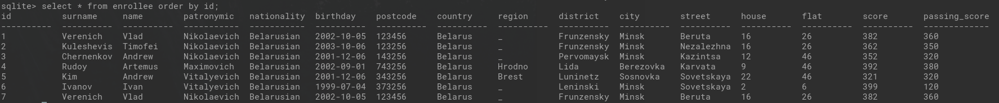 sqlite> select * from enrollee order by id;
id surname name patronymic nationality birthday postcode country region district city street house flat score passing_score
---------- ---------- ---------- ---------- ----------- ---------- ---------- ---------- ---------- ---------- ---------- ---------- ---------- ---------- ---------- -------------
1 Verenich Vlad Nikolaevich Belarusian 2002-10-05 123456 Belarus _ Frunzensky Minsk Beruta 16 26 382 360
2 Kuleshevis Timofei Nikolaevich Belarusian 2003-10-06 123256 Belarus _ Frunzensky Minsk Nezalezhna 16 26 362 350
3 Chernenkov Andrew Nikolaevich Belarusian 2001-12-06 143256 Belarus _ Pervomaysk Minsk Kazintsa 12 46 352 320
4 Rudoy Artemus Maximovich Belarusian 2002-09-01 743256 Belarus Hrodno Lida Berezovka Karvata 9 46 392 380
5 Kim Andrew Vitalyevich Belarusian 2001-12-06 343256 Belarus Brest Luninetz Sosnovka Sovetskaya 22 46 321 320
6 Ivanov Ivan Vitalyevich Belarusian 1999-07-04 373256 Belarus _ Leninski Minsk Sovetskaya 2 6 399 120
7 Verenich Vlad Nikolaevich Belarusian 2002-10-05 123456 Belarus _ Frunzensky Minsk Beruta 16 26 382 360